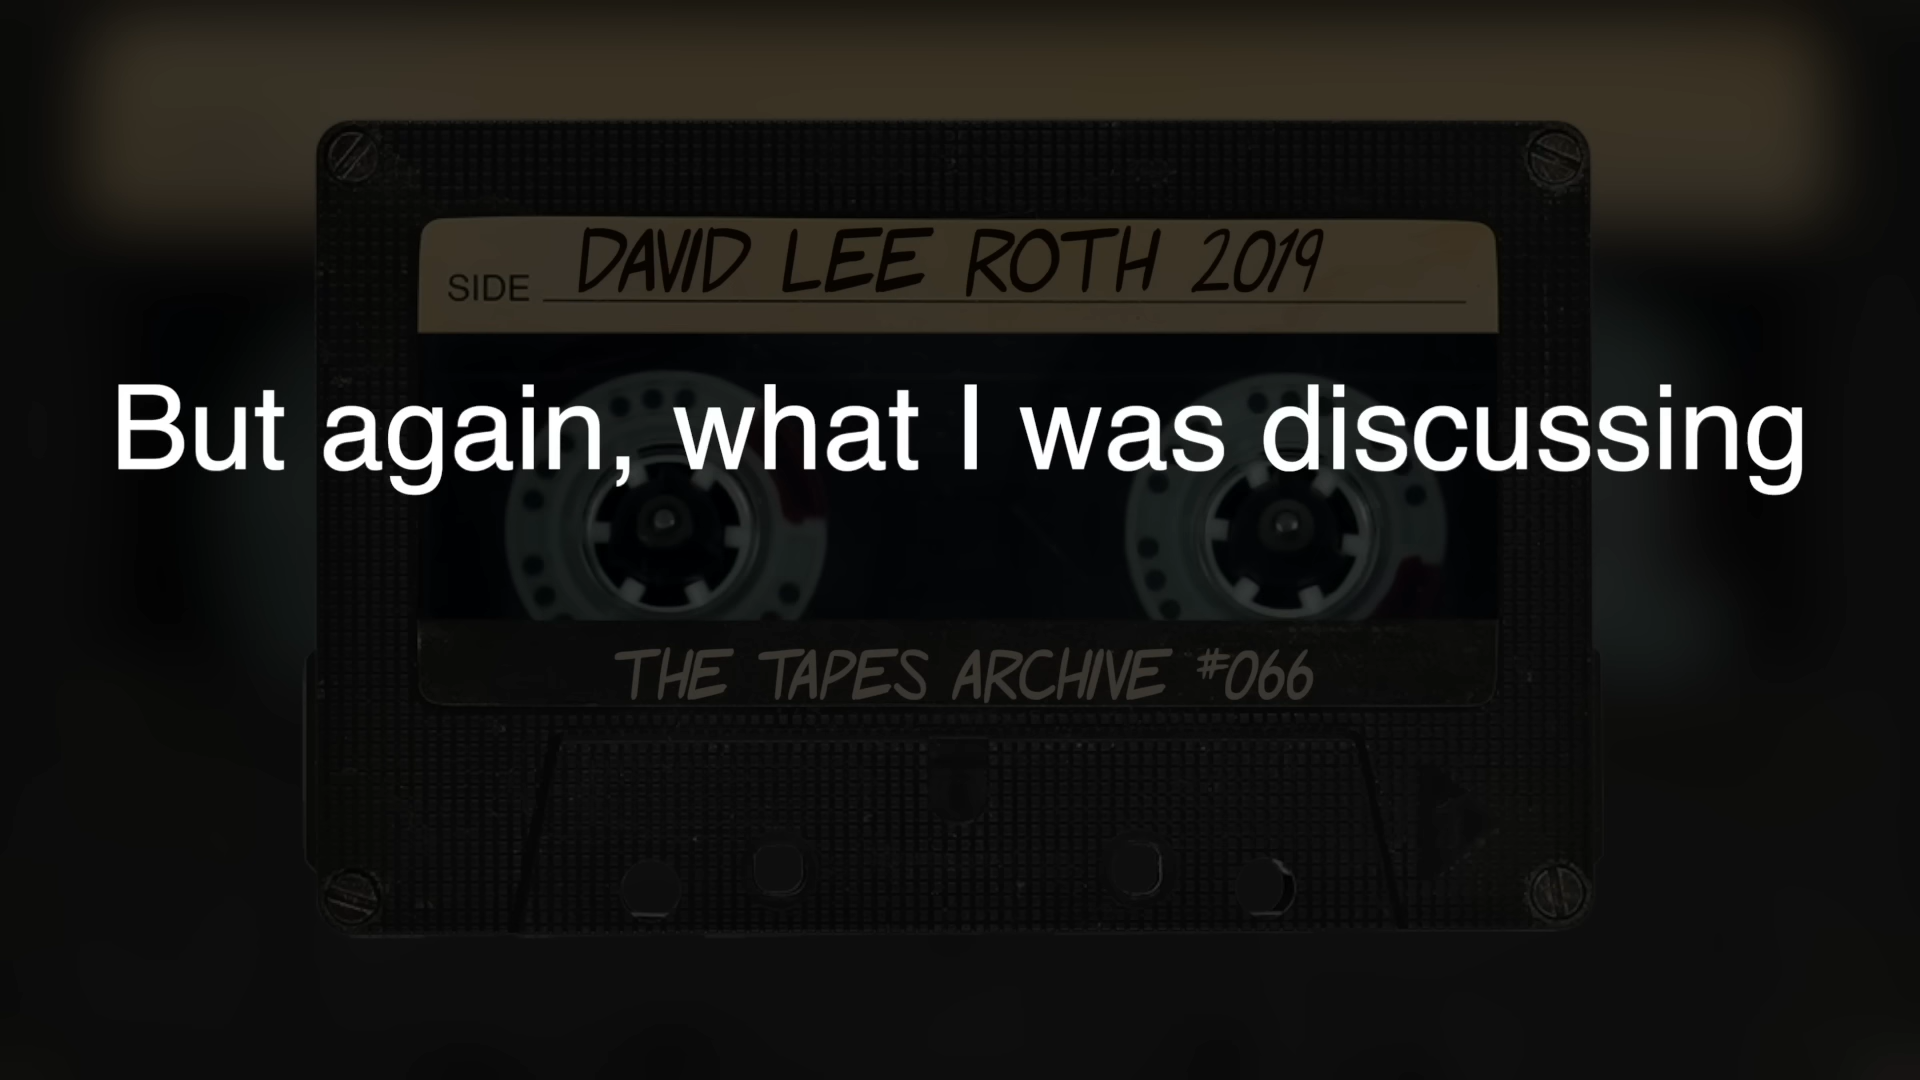 SIDE DAVID LEE ROTH 2019
But again, what I was discussing
THE TAPES ARCHIVE #066